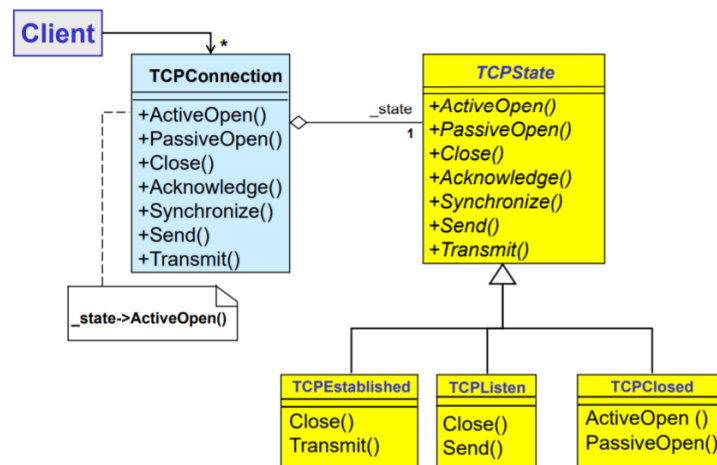 Client
*
TCPConnection
+ActiveOpen()
+PassiveOpen()
+Close()
+Acknowledge()
+Synchronize()
+Send()
+Transmit()
_state
1
TCPState
+ActiveOpen()
+PassiveOpen()
+Close()
+Acknowledge()
+Synchronize()
+Send()
+Transmit()
_state->ActiveOpen()
TCPEstablished
Close()
Transmit()
TCPListen
Close()
Send()
TCPClosed
ActiveOpen ()
PassiveOpen()